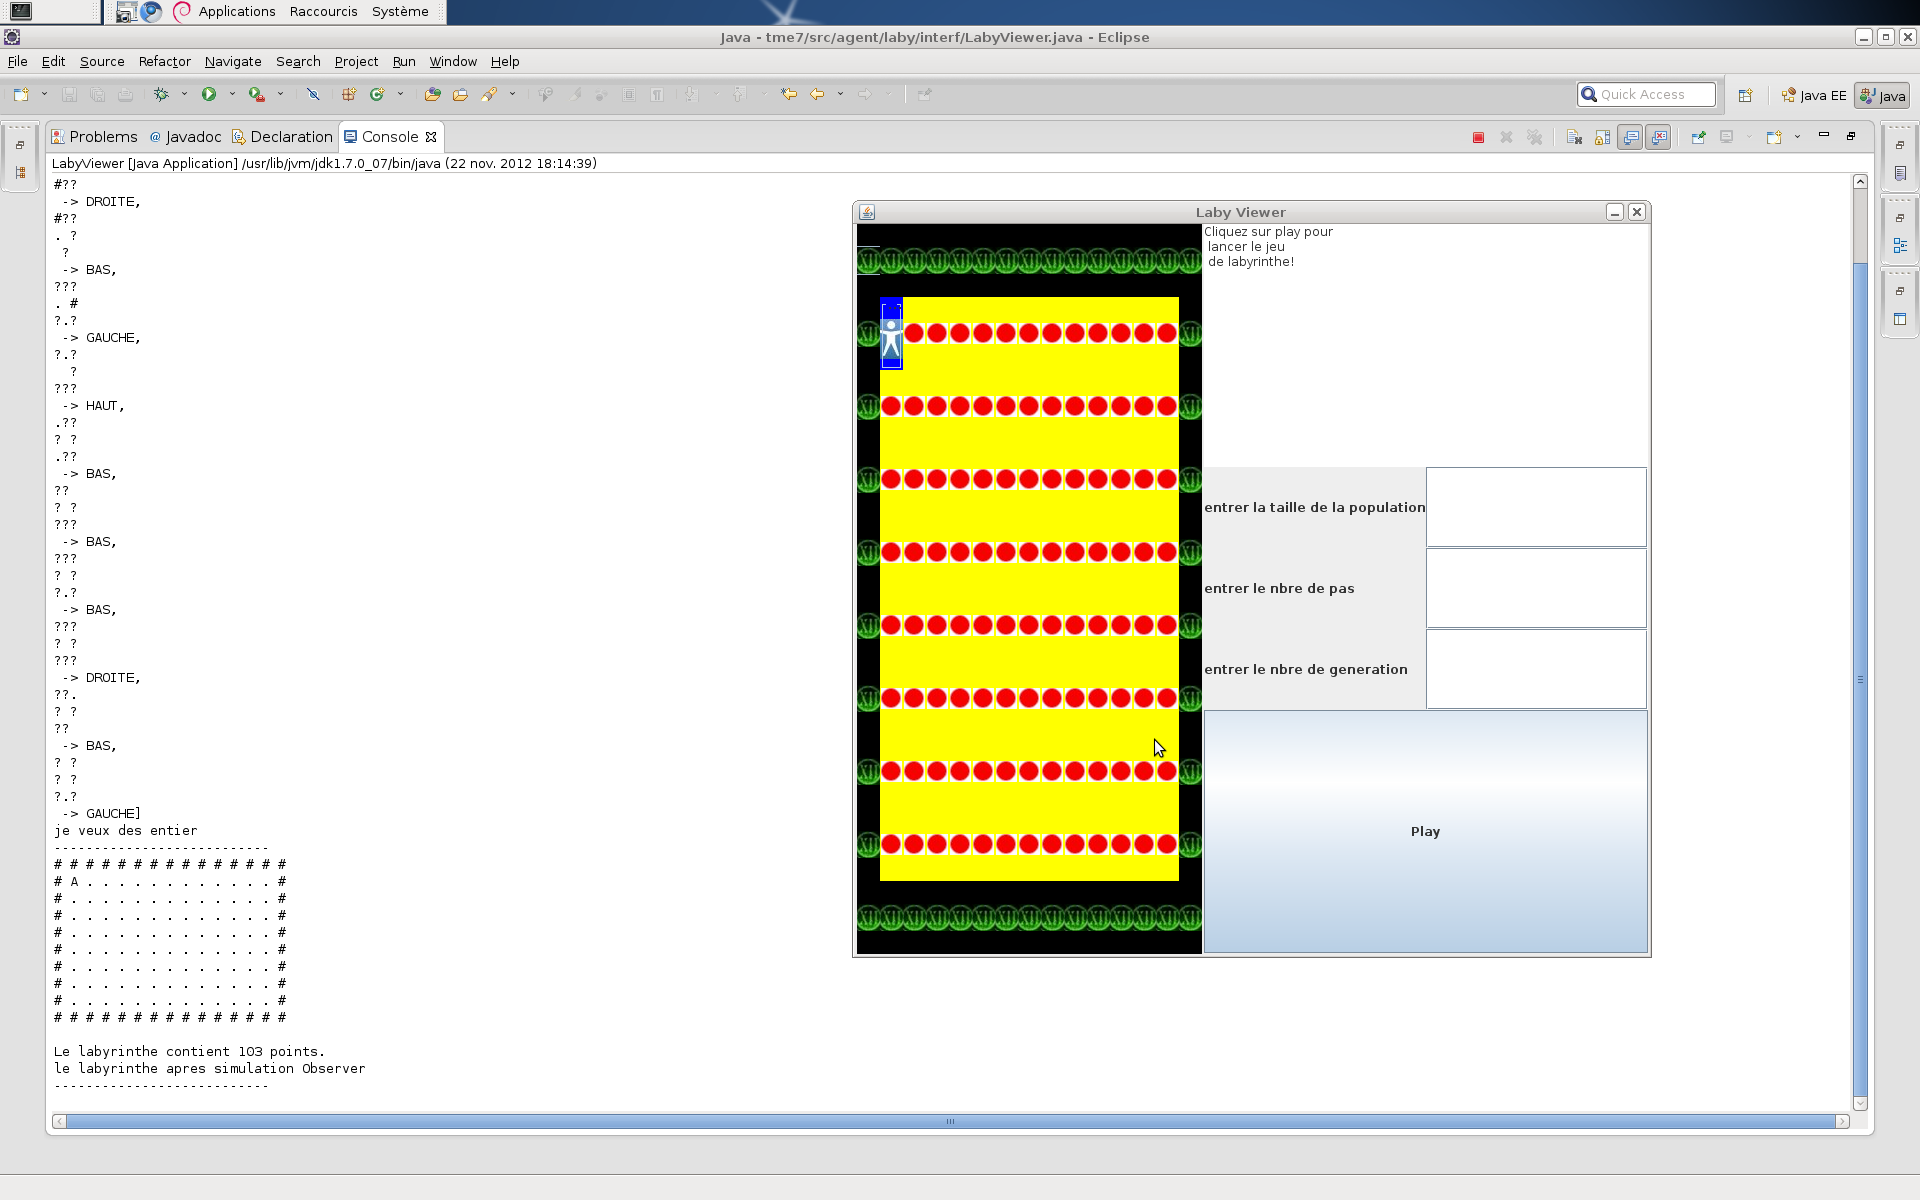 Applications Raccourcis Système
Java - tme7/src/agent/laby/interf/LabyViewer.java - Eclipse
File Edit Source Refactor Navigate Search Project Run Window Help
Quick Access
Java EE
Java
Problems @ Javadoc Declaration Console
LabyViewer [Java Application] /usr/lib/jvm/jdk1.7.0_07/bin/java (22 nov. 2012 18:14:39)
#??
 -> DROITE,
#??
. ?
 ?
 -> BAS,
???
. #
?.?
 -> GAUCHE,
?.?
  ?
???
 -> HAUT,
.??
? ?
.??
 -> BAS,
??
? ?
???
 -> BAS,
???
? ?
?.?
 -> BAS,
???
? ?
???
 -> DROITE,
??.
? ?
??
 -> BAS,
? ?
? ?
?.?
 -> GAUCHE]
je veux des entier
---------------------------
# # # # # # # # # # # # # # #
# A . . . . . . . . . . . . #
# . . . . . . . . . . . . . #
# . . . . . . . . . . . . . #
# . . . . . . . . . . . . . #
# . . . . . . . . . . . . . #
# . . . . . . . . . . . . . #
# . . . . . . . . . . . . . #
# . . . . . . . . . . . . . #
# # # # # # # # # # # # # # #
Le labyrinthe contient 103 points.
le labyrinthe apres simulation Observer
---------------------------
Laby Viewer
Cliquez sur play pour
lancer le jeu
de labyrinthe!
entrer la taille de la population
entrer le nbre de pas
entrer le nbre de generation
Play